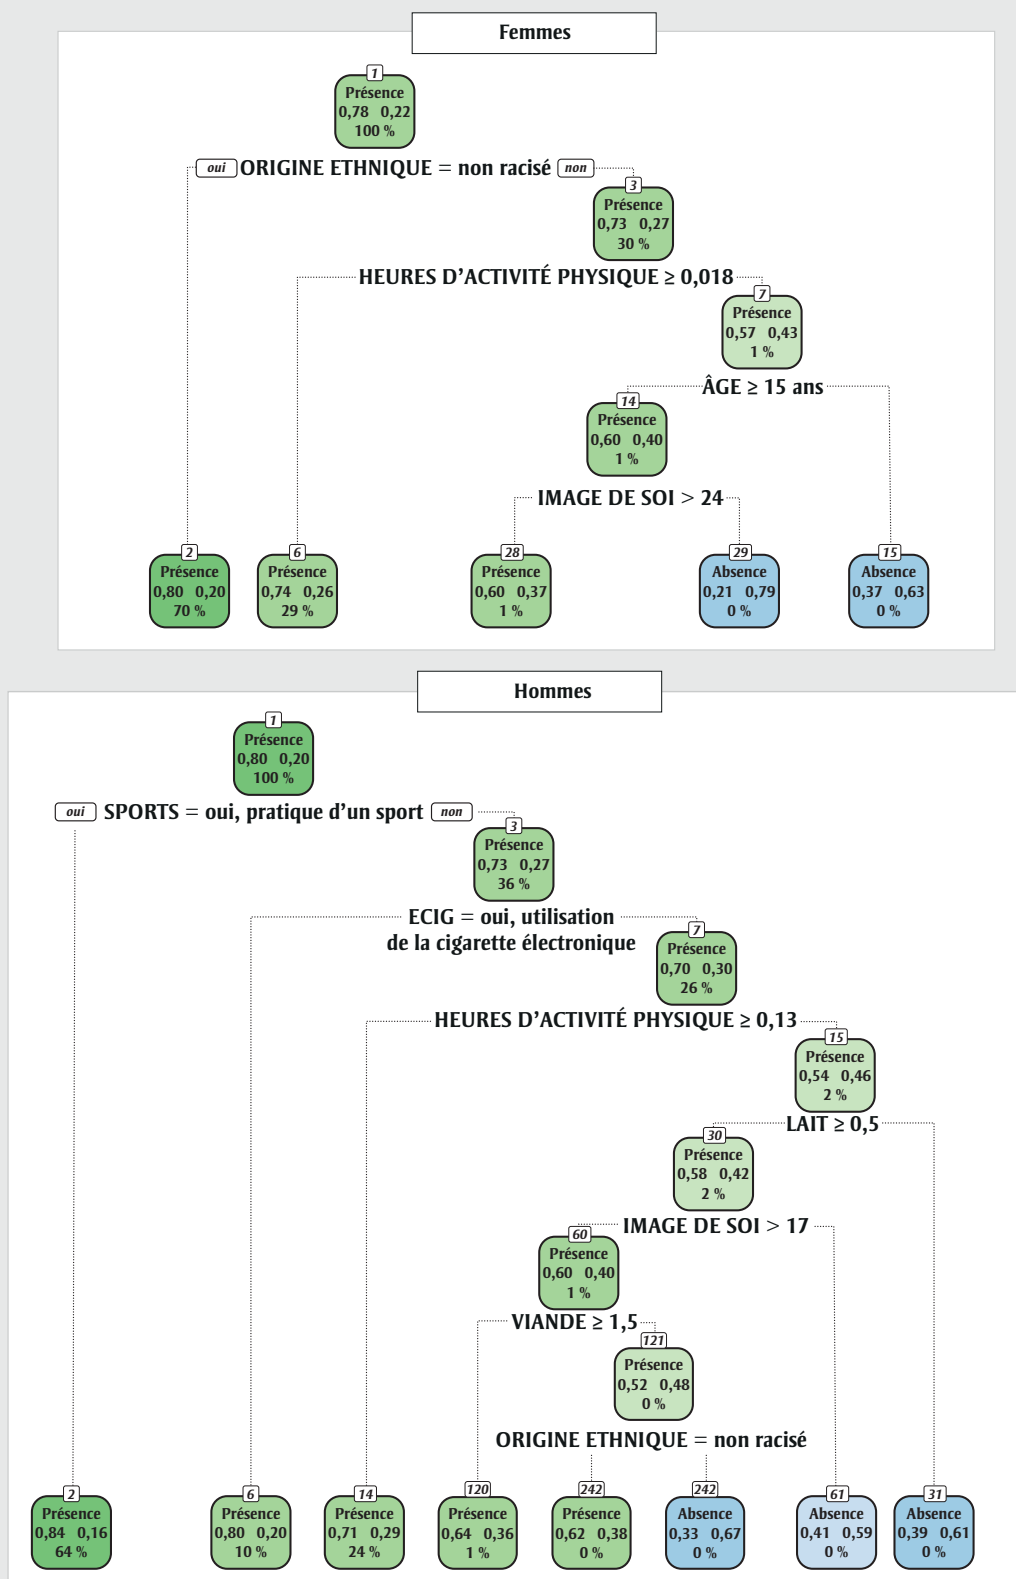 Femmes
1
Présence
0,78 0,22
100 %
oui ORIGINE ETHNIQUE = non racisé non
3
Présence
0,73 0,27
30 %
HEURES D'ACTIVITÉ PHYSIQUE ≥ 0,018
7
Présence
0,57 0,43
1 %
ÂGE ≥ 15 ans
14
Présence
0,60 0,40
1 %
IMAGE DE SOI > 24
2
Présence
0,80 0,20
70 %
6
Présence
0,74 0,26
29 %
28
Présence
0,60 0,37
1 %
29
Absence
0,21 0,79
0 %
15
Absence
0,37 0,63
0 %
Hommes
1
Présence
0,80 0,20
100 %
oui SPORTS = oui, pratique d'un sport non
3
Présence
0,73 0,27
36 %
ECIG = oui, utilisation
de la cigarette électronique
7
Présence
0,70 0,30
26 %
HEURES D'ACTIVITÉ PHYSIQUE ≥ 0,13
15
Présence
0,54 0,46
2 %
LAIT ≥ 0,5
30
Présence
0,58 0,42
2 %
IMAGE DE SOI > 17
60
Présence
0,60 0,40
1 %
VIANDE ≥ 1,5
121
Présence
0,52 0,48
0 %
ORIGINE ETHNIQUE = non racisé
2
Présence
0,84 0,16
64 %
6
Présence
0,80 0,20
10 %
14
Présence
0,71 0,29
24 %
120
Présence
0,64 0,36
1 %
242
Présence
0,62 0,38
0 %
242
Absence
0,33 0,67
0 %
61
Absence
0,41 0,59
0 %
31
Absence
0,39 0,61
0 %